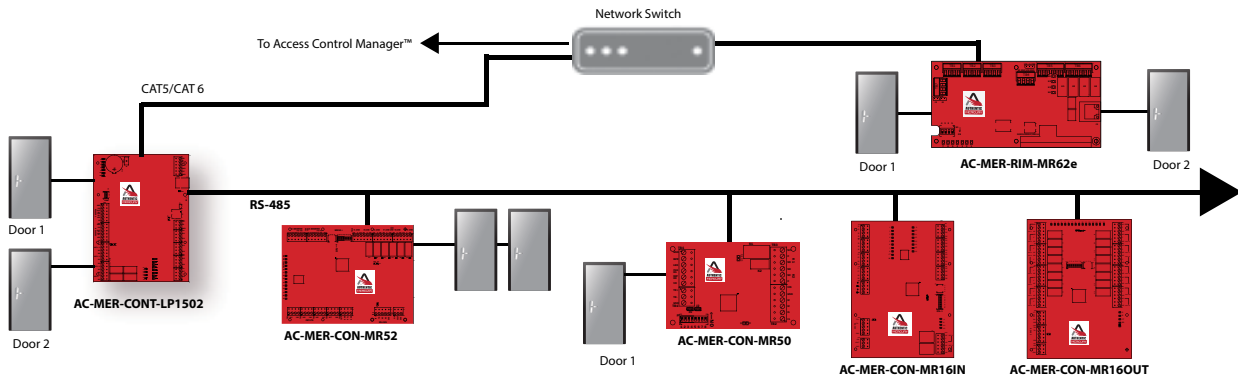 Network Switch
To Access Control Manager™
CAT5/CAT 6
Door 1
Door 2
AC-MER-RIM-MR62e
Door 1
RS-485
Door 2
AC-MER-CONT-LP1502
AC-MER-CON-MR52
Door 1
AC-MER-CON-MR50
AC-MER-CON-MR16IN
AC-MER-CON-MR16OUT